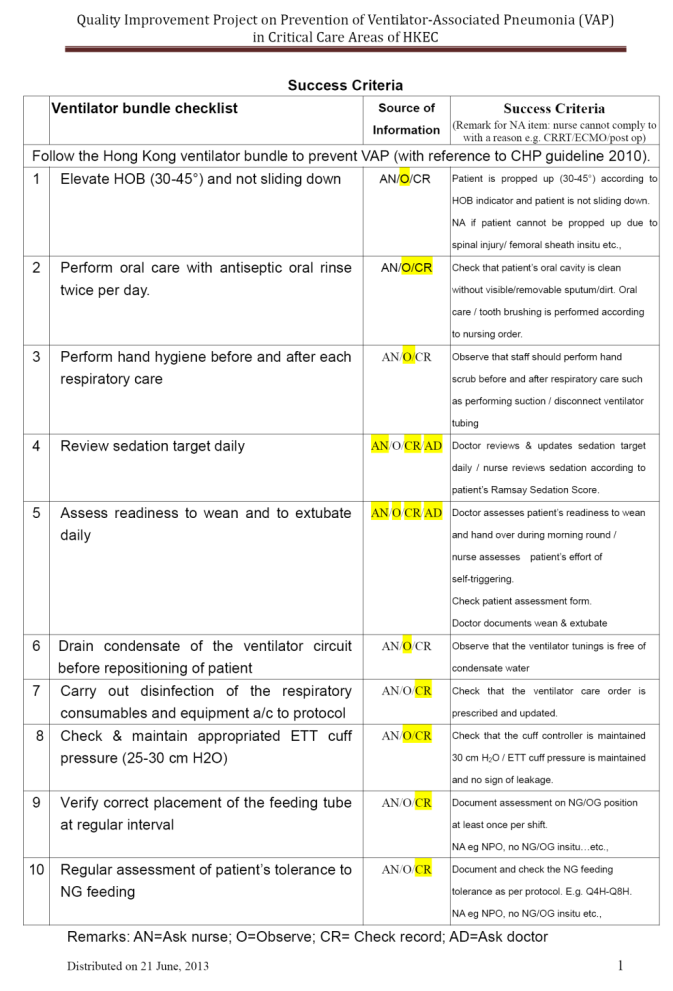 Quality Improvement Project on Prevention of Ventilator-Associated Pneumonia (VAP)
in Critical Care Areas of HKEC
Success Criteria
Ventilator bundle checklist
Source of
Information
Success Criteria
(Remark for NA item: nurse cannot comply to
with a reason e.g. CRRT/ECMO/post op)
Follow the Hong Kong ventilator bundle to prevent VAP (with reference to CHP guideline 2010).
1 Elevate HOB (30-45°) and not sliding down
AN/O/CR
Patient is propped up (30-45°) according to
HOB indicator and patient is not sliding down.
NA if patient cannot be propped up due to
spinal injury/ femoral sheath insitu etc.,
2 Perform oral care with antiseptic oral rinse
twice per day.
AN/O/CR
Check that patient's oral cavity is clean
without visible/removable sputum/dirt. Oral
care / tooth brushing is performed according
to nursing order.
3 Perform hand hygiene before and after each
respiratory care
AN/O/CR
Observe that staff should perform hand
scrub before and after respiratory care such
as performing suction / disconnect ventilator
tubing
4 Review sedation target daily
AN/O/CR/AD
Doctor reviews & updates sedation target
daily / nurse reviews sedation according to
patient's Ramsay Sedation Score.
5 Assess readiness to wean and to extubate
daily
AN/O/CR/AD
Doctor assesses patient's readiness to wean
and hand over during morning round /
nurse assesses patient's effort of
self-triggering.
Check patient assessment form.
Doctor documents wean & extubate
6 Drain condensate of the ventilator circuit
before repositioning of patient
AN/O/CR
Observe that the ventilator tunings is free of
condensate water
7 Carry out disinfection of the respiratory
consumables and equipment a/c to protocol
AN/O/CR
Check that the ventilator care order is
prescribed and updated.
8 Check & maintain appropriated ETT cuff
pressure (25-30 cm H2O)
AN/O/CR
Check that the cuff controller is maintained
30 cm H₂O / ETT cuff pressure is maintained
and no sign of leakage.
9 Verify correct placement of the feeding tube
at regular interval
AN/O/CR
Document assessment on NG/OG position
at least once per shift.
NA eg NPO, no NG/OG insitu…etc.,
10 Regular assessment of patient's tolerance to
NG feeding
AN/O/CR
Document and check the NG feeding
tolerance as per protocol. E.g. Q4H-Q8H.
NA eg NPO, no NG/OG insitu etc.,
Remarks: AN=Ask nurse; O=Observe; CR= Check record; AD=Ask doctor
Distributed on 21 June, 2013
1